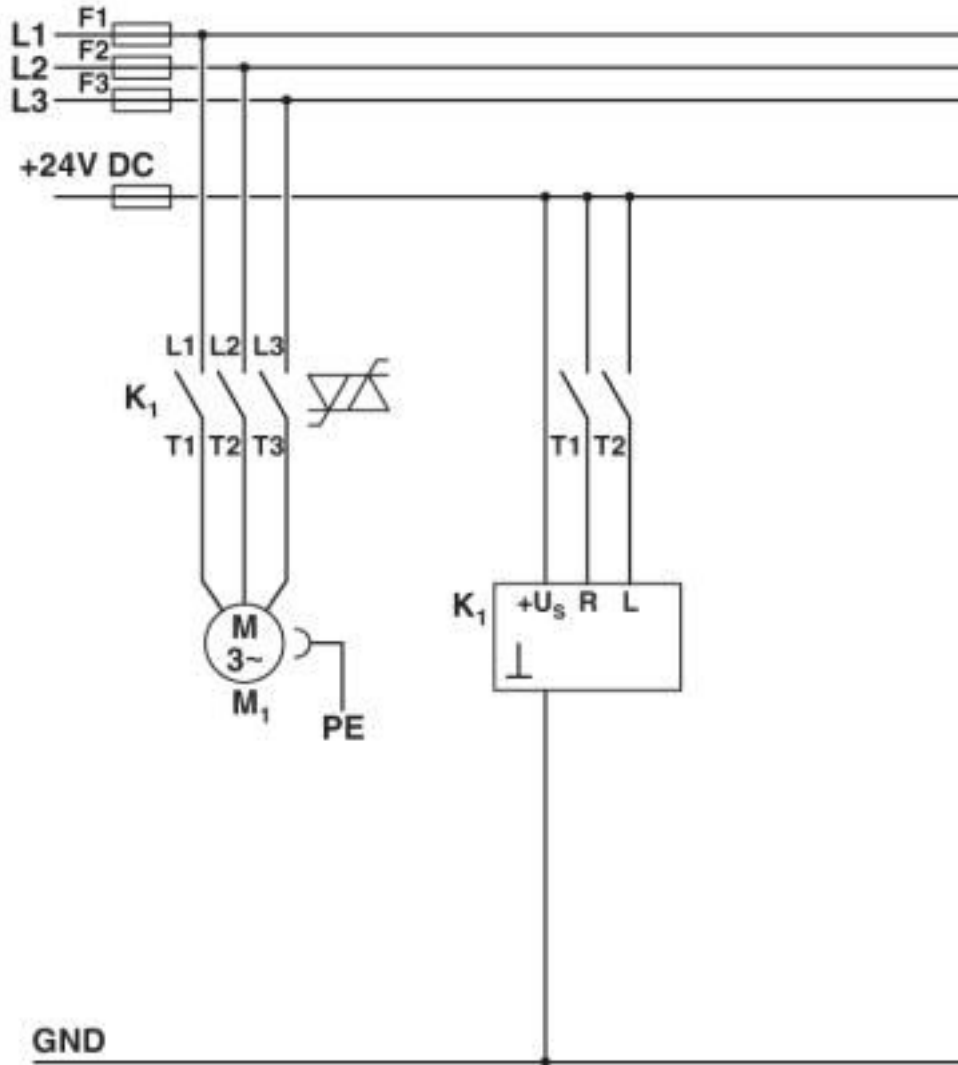 F1
L1
F2
L2
F3
L3
+24V DC
L1 L2 L3
K₁
T1 T2 T3
T1 T2
K₁ +Uₛ R L
M
3~
M₁
PE
GND